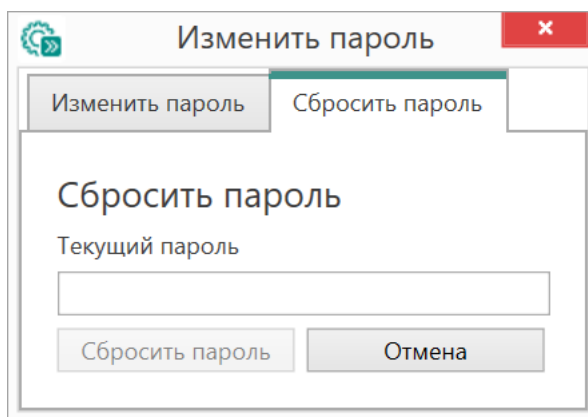 Изменить пароль
Изменить пароль Сбросить пароль
Сбросить пароль
Текущий пароль
Сбросить пароль Отмена